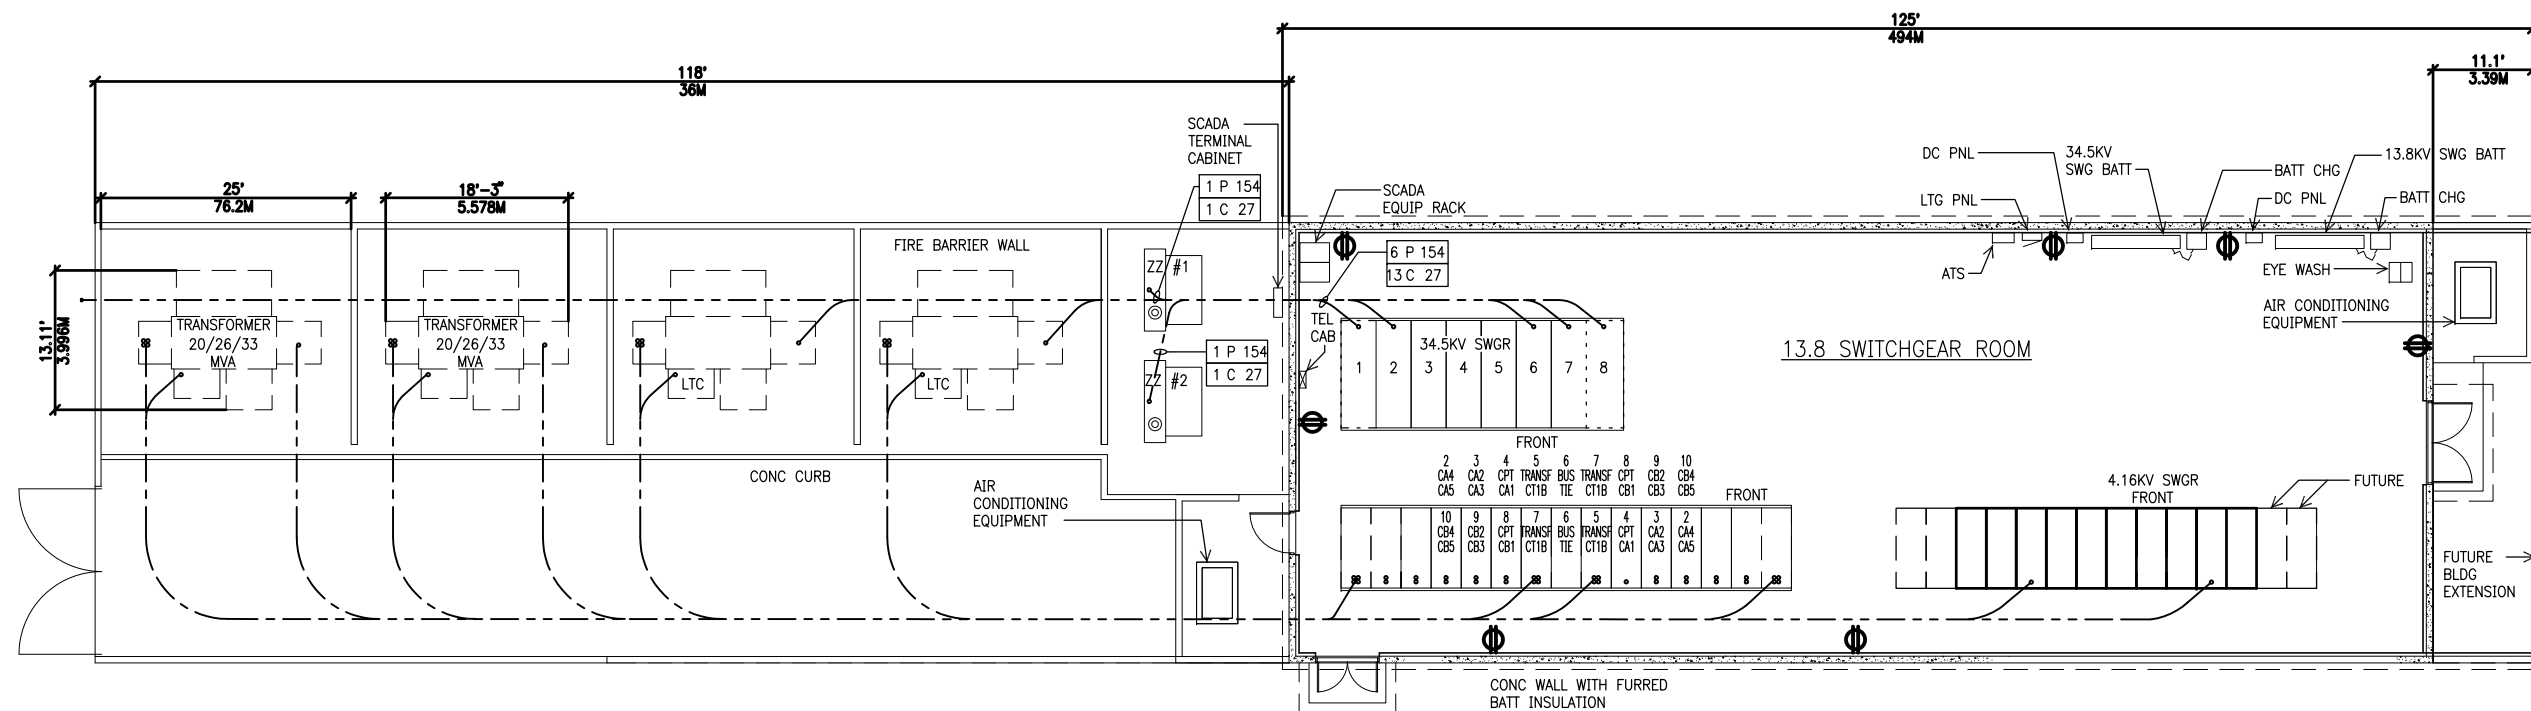 125'
494M
118'
36M
11.1'
3.39M
SCADA
TERMINAL
CABINET
1 P 154
1 C 27
SCADA
EQUIP RACK
DC PNL
34.5KV
SWG BATT
13.8KV SWG BATT
BATT CHG
LTG PNL
DC PNL
BATT CHG
25'
76.2M
18'-3"
5.578M
FIRE BARRIER WALL
6 P 154
13 C 27
ATS
EYE WASH
ZZ #1
AIR CONDITIONING
EQUIPMENT
13.11'
3.996M
TRANSFORMER
20/26/33
MVA
TRANSFORMER
20/26/33
MVA
TEL
CAB
34.5KV SWGR
13.8 SWITCHGEAR ROOM
1 P 154
1 C 27
1 2 3 4 5 6 7 8
LTC
LTC
ZZ #2
FRONT
CONC CURB
2 3 4 5 6 7 8 9 10
CA4 CA2 CPT TRANSF BUS TRANSF CPT CB2 CB4
CA5 CA3 CA1 CT1B TIE CT1B CB1 CB3 CB5
FRONT
4.16KV SWGR
FRONT
FUTURE
AIR
CONDITIONING
EQUIPMENT
10 9 8 7 6 5 4 3 2
CB4 CB2 CPT TRANSF BUS TRANSF CPT CA2 CA4
CB5 CB3 CB1 CT1B TIE CT1B CA1 CA3 CA5
FUTURE
BLDG
EXTENSION
CONC WALL WITH FURRED
BATT INSULATION